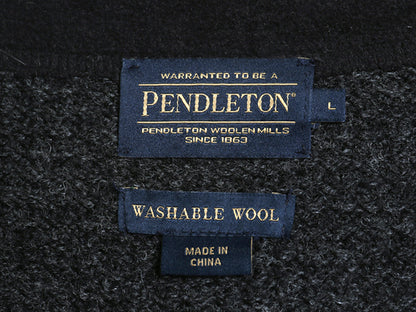 WARRANTED TO BE A
PENDLETON®
L
PENDLETON WOOLEN MILLS
SINCE 1863
WASHABLE WOOL
MADE IN
CHINA